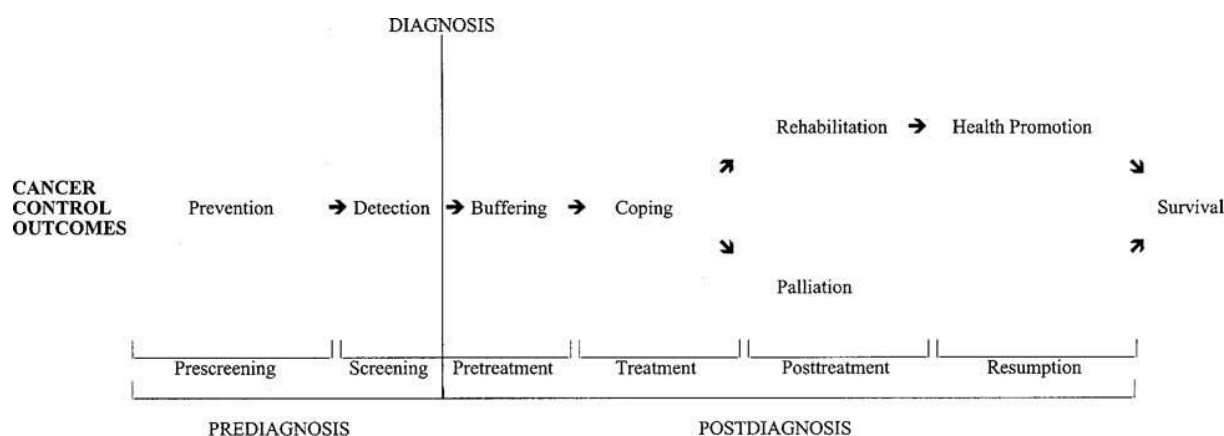 DIAGNOSIS
Rehabilitation → Health Promotion
CANCER
CONTROL
OUTCOMES
Prevention → Detection → Buffering → Coping
Survival
Palliation
Prescreening Screening Pretreatment Treatment Posttreatment Resumption
PREDIAGNOSIS POSTDIAGNOSIS